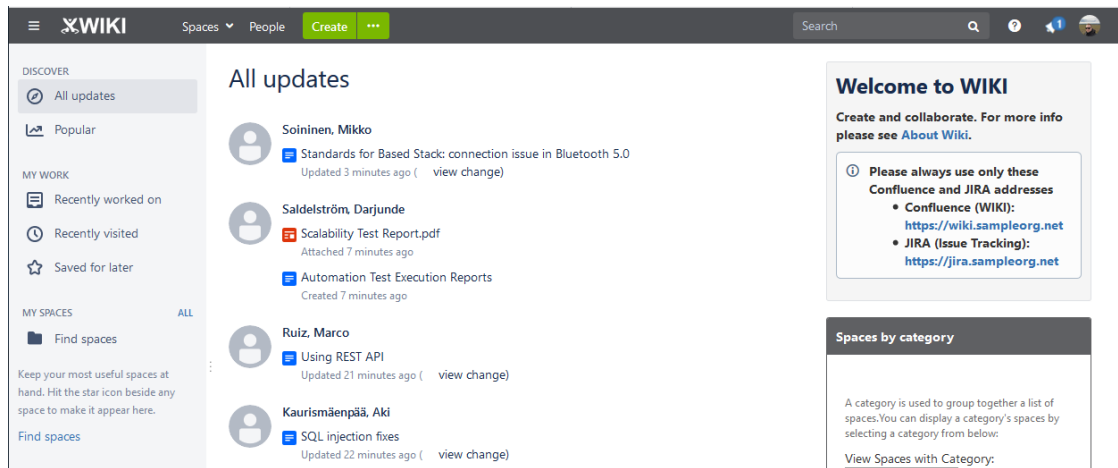 XWIKI
Spaces
People
Create
Search
1
DISCOVER
All updates
Popular
MY WORK
Recently worked on
Recently visited
Saved for later
MY SPACES ALL
Find spaces
Keep your most useful spaces at
hand. Hit the star icon beside any
space to make it appear here.
Find spaces
All updates
Soininen, Mikko
Standards for Based Stack: connection issue in Bluetooth 5.0
Updated 3 minutes ago ( view change)
Saldelström, Darjunde
Scalability Test Report.pdf
Attached 7 minutes ago
Automation Test Execution Reports
Created 7 minutes ago
Ruiz, Marco
Using REST API
Updated 21 minutes ago ( view change)
Kaurismäenpää, Aki
SQL injection fixes
Updated 22 minutes ago ( view change)
Welcome to WIKI
Create and collaborate. For more info
please see About Wiki.
Please always use only these
Confluence and JIRA addresses
• Confluence (WIKI):
https://wiki.sampleorg.net
• JIRA (Issue Tracking):
https://jira.sampleorg.net
Spaces by category
A category is used to group together a list of
spaces.You can display a category's spaces by
selecting a category from below:
View Spaces with Category: